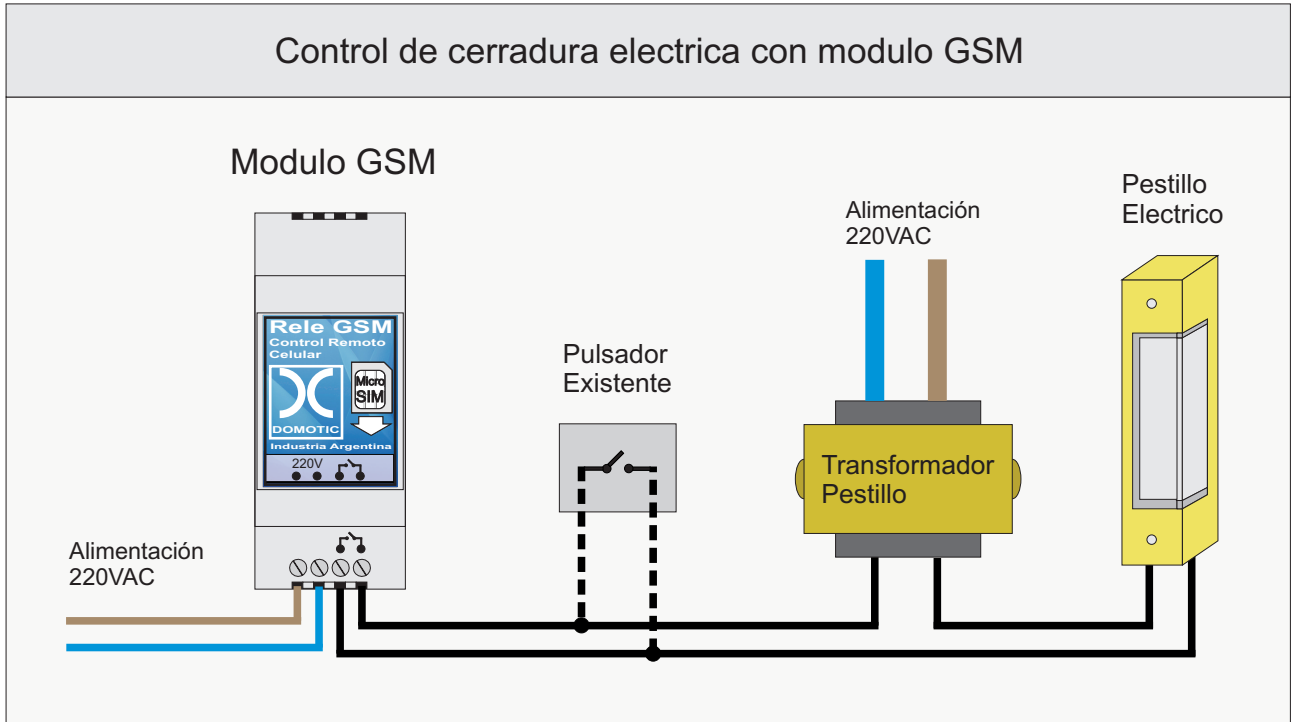 Control de cerradura electrica con modulo GSM
Modulo GSM
Rele GSM
Control Remoto
Celular
Micro
SIM
DOMOTIC
Industria Argentina
220V
Alimentación
220VAC
Pulsador
Existente
Alimentación
220VAC
Transformador
Pestillo
Pestillo
Electrico